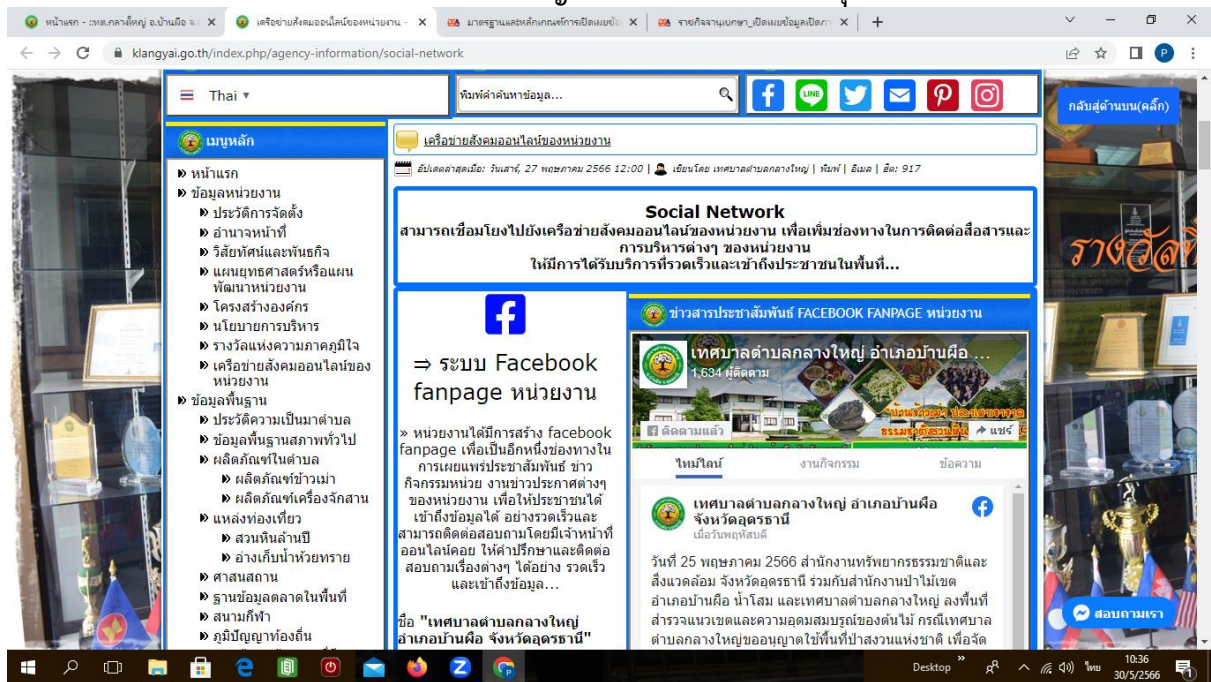 หน้าแรก - :ทต.กลางใหญ่ อ.บ้านผือ จ.
เครือข่ายสังคมออนไลน์ของหน่วยงาน -
มาตรฐานและหลักเกณฑ์การเปิดเผยข้อ
klangyai.go.th/index.php/agency-information/social-network
P
Thai
พิมพ์คำค้นหาข้อมูล...
LINE
กลับสู่ด้านบน(คลิ๊ก)
เมนูหลัก
หน้าแรก
ข้อมูลหน่วยงาน
ประวัติการจัดตั้ง
อำนาจหน้าที่
วิสัยทัศน์และพันธกิจ
แผนยุทธศาสตร์หรือแผน
พัฒนาหน่วยงาน
โครงสร้างองค์กร
นโยบายการบริหาร
รางวัลแห่งความภาคภูมิใจ
เครือข่ายสังคมออนไลน์ของ
หน่วยงาน
ข้อมูลพื้นฐาน
ประวัติความเป็นมาตำบล
ข้อมูลพื้นฐานสภาพทั่วไป
ผลิตภัณฑ์ในตำบล
ผลิตภัณฑ์ข้าวเม่า
ผลิตภัณฑ์เครื่องจักสาน
แหล่งท่องเที่ยว
สวนหินล้านปี
อ่างเก็บน้ำห้วยทราย
ศาสนสถาน
ฐานข้อมูลตลาดในพื้นที่
สนามกีฬา
ภูมิปัญญาท้องถิ่น
เครือข่ายสังคมออนไลน์ของหน่วยงาน
อัปเดตล่าสุดเมื่อ: วันเสาร์, 27 พฤษภาคม 2566 12:00 | เขียนโดย เทศบาลตำบลกลางใหญ่ | พิมพ์ | อีเมล | ฮิต: 917
Social Network
สามารถเชื่อมโยงไปยังเครือข่ายสังคมออนไลน์ของหน่วยงาน เพื่อเพิ่มช่องทางในการติดต่อสื่อสารและ
การบริหารต่างๆ ของหน่วยงาน
ให้มีการได้รับบริการที่รวดเร็วและเข้าถึงประชาชนในพื้นที่...
⇒ ระบบ Facebook
fanpage หน่วยงาน
» หน่วยงานได้มีการสร้าง facebook
fanpage เพื่อเป็นอีกหนึ่งช่องทางใน
การเผยแพร่ประชาสัมพันธ์ ข่าว
กิจกรรมหน่วย งานข่าวประกาศต่างๆ
ของหน่วยงาน เพื่อให้ประชาชนได้
เข้าถึงข้อมูลได้ อย่างรวดเร็วและ
สามารถติดต่อสอบถามโดยมีเจ้าหน้าที่
ออนไลน์คอย ให้คำปรึกษาและติดต่อ
สอบถามเรื่องต่างๆ ได้อย่าง รวดเร็ว
และเข้าถึงข้อมูล...
ชื่อ "เทศบาลตำบลกลางใหญ่
อำเภอบ้านผือ จังหวัดอุดรธานี"
ข่าวสารประชาสัมพันธ์ FACEBOOK FANPAGE หน่วยงาน
เทศบาลตำบลกลางใหญ่ อำเภอบ้านผือ ...
1,634 ผู้ติดตาม
ติดตามแล้ว
แชร์
ไทม์ไลน์ งานกิจกรรม ข้อความ
เทศบาลตำบลกลางใหญ่ อำเภอบ้านผือ
จังหวัดอุดรธานี
เมื่อวันพฤหัสบดี
วันที่ 25 พฤษภาคม 2566 สำนักงานทรัพยากรธรรมชาติและ
สิ่งแวดล้อม จังหวัดอุดรธานี ร่วมกับสำนักงานป่าไม้เขต
อำเภอบ้านผือ น้ำโสม และเทศบาลตำบลกลางใหญ่ ลงพื้นที่
สำรวจแนวเขตและความอุดมสมบูรณ์ของต้นไม้ กรณีเทศบาล
ตำบลกลางใหญ่ขออนุญาตใช้พื้นที่ป่าสงวนแห่งชาติ เพื่อจัด
สอบถามเรา
Desktop
ไทย
10:36
30/5/2566